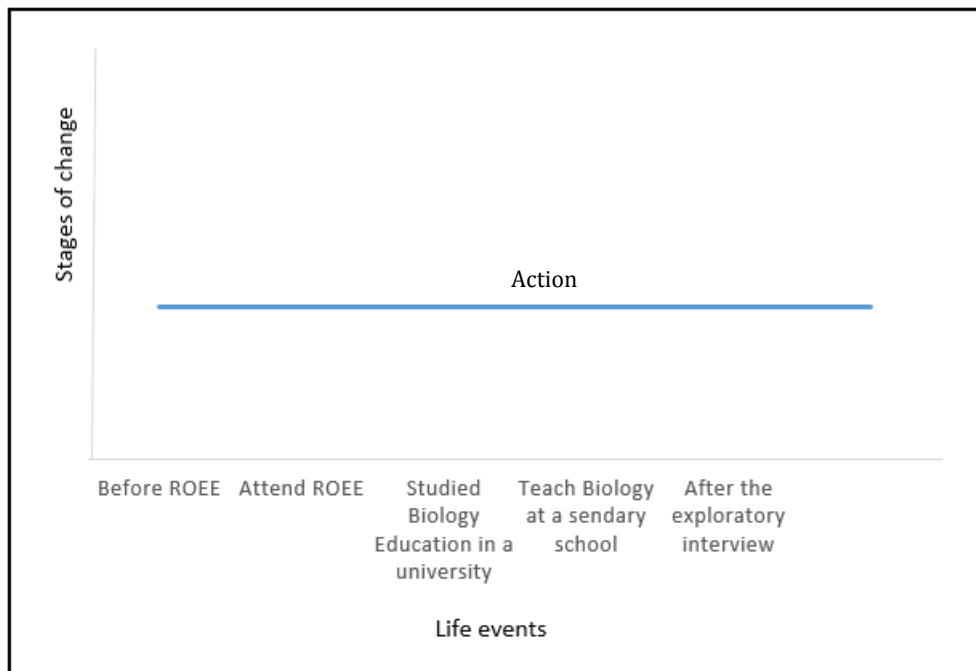 Stages of change
Action
Before ROEE
Attend ROEE
Studied
Biology
Education in a
university
Teach Biology
at a sendary
school
After the
exploratory
interview
Life events